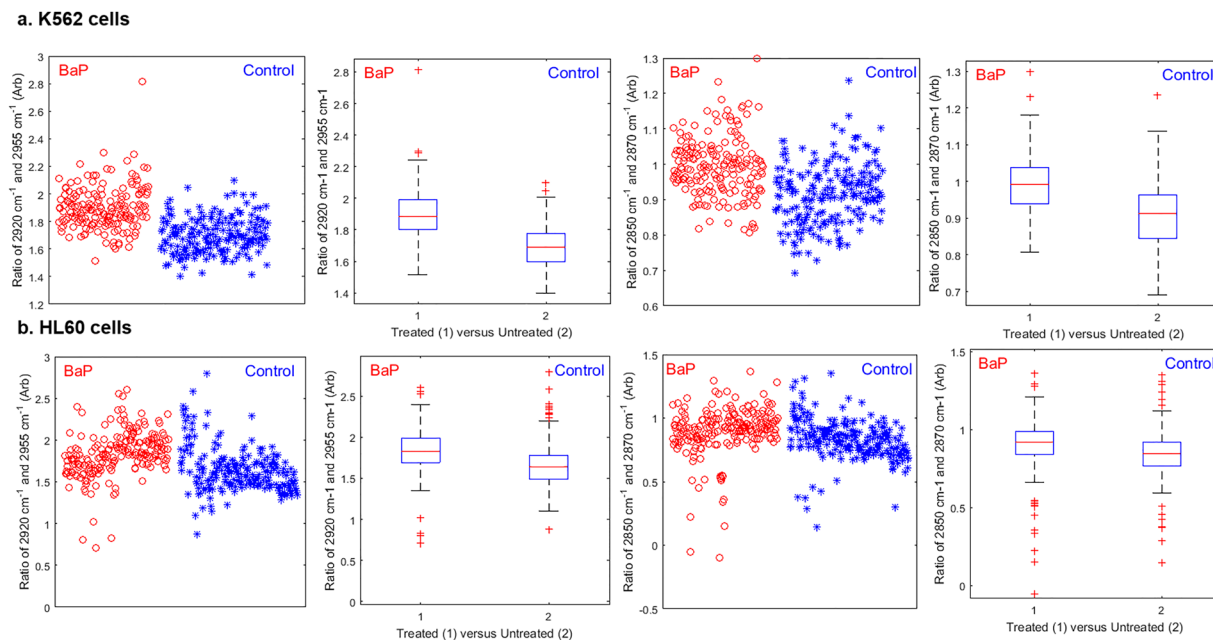 a. K562 cells
Ratio of 2920 cm⁻¹ and 2955 cm⁻¹ (Arb)
3
2.8
2.6
2.4
2.2
2
1.8
1.6
1.4
1.2
BaP
Control
Ratio of 2920 cm-1 and 2955 cm-1
2.8
2.6
2.4
2.2
2
1.8
1.6
1.4
BaP
Control
1
2
Treated (1) versus Untreated (2)
Ratio of 2850 cm⁻¹ and 2870 cm⁻¹ (Arb)
1.3
1.2
1.1
1
0.9
0.8
0.7
0.6
BaP
Control
Ratio of 2850 cm-1 and 2870 cm-1 (Arb)
1.3
1.2
1.1
1
0.9
0.8
0.7
BaP
Control
1
2
Treated (1) versus Untreated (2)
b. HL60 cells
Ratio of 2920 cm⁻¹ and 2955 cm⁻¹ (Arb)
3
2.5
2
1.5
1
0.5
0
BaP
Control
Ratio of 2920 cm-1 and 2955 cm-1 (Arb)
3
2.5
2
1.5
1
0.5
0
BaP
Control
1
2
Treated (1) versus Untreated (2)
Ratio of 2850 cm⁻¹ and 2870 cm⁻¹ (Arb)
1.5
1
0.5
0
-0.5
BaP
Control
Ratio of 2850 cm-1 and 2870 cm-1 (Arb)
1.5
1
0.5
0
BaP
Control
1
2
Treated (1) versus Untreated (2)